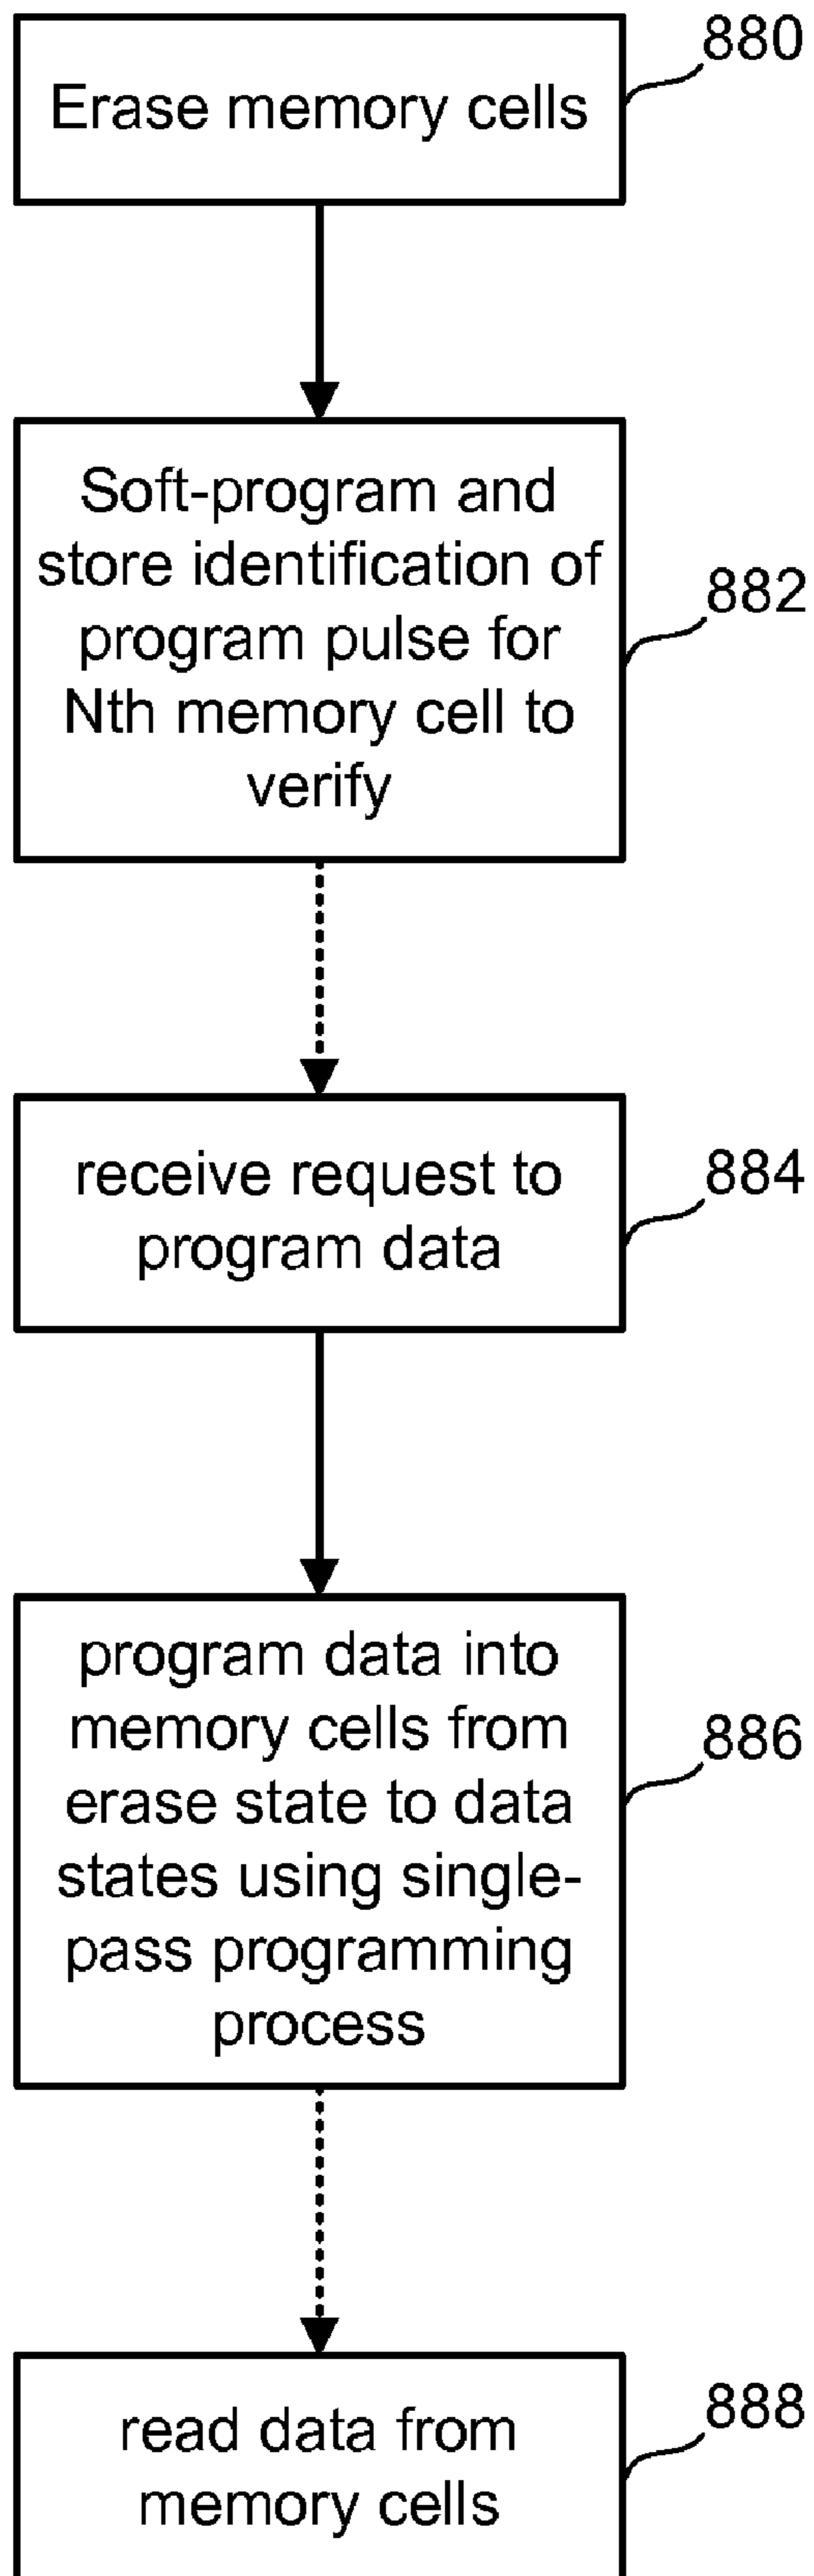 880
Erase memory cells
Soft-program and
store identification of
program pulse for
Nth memory cell to
verify
882
receive request to
program data
884
program data into
memory cells from
erase state to data
states using single-
pass programming
process
886
read data from
memory cells
888